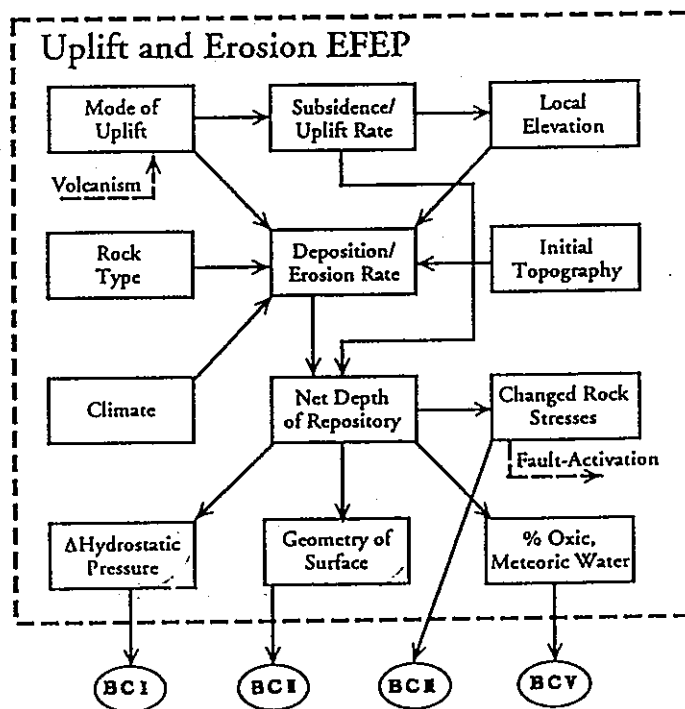 Uplift and Erosion EFEP
Mode of
Uplift
Subsidence/
Uplift Rate
Local
Elevation
Volcanism
Rock
Type
Deposition/
Erosion Rate
Initial
Topography
Climate
Net Depth
of Repository
Changed Rock
Stresses
Fault-Activation
ΔHydrostatic
Pressure
Geometry of
Surface
% Oxic,
Meteoric Water
BCI
BCV